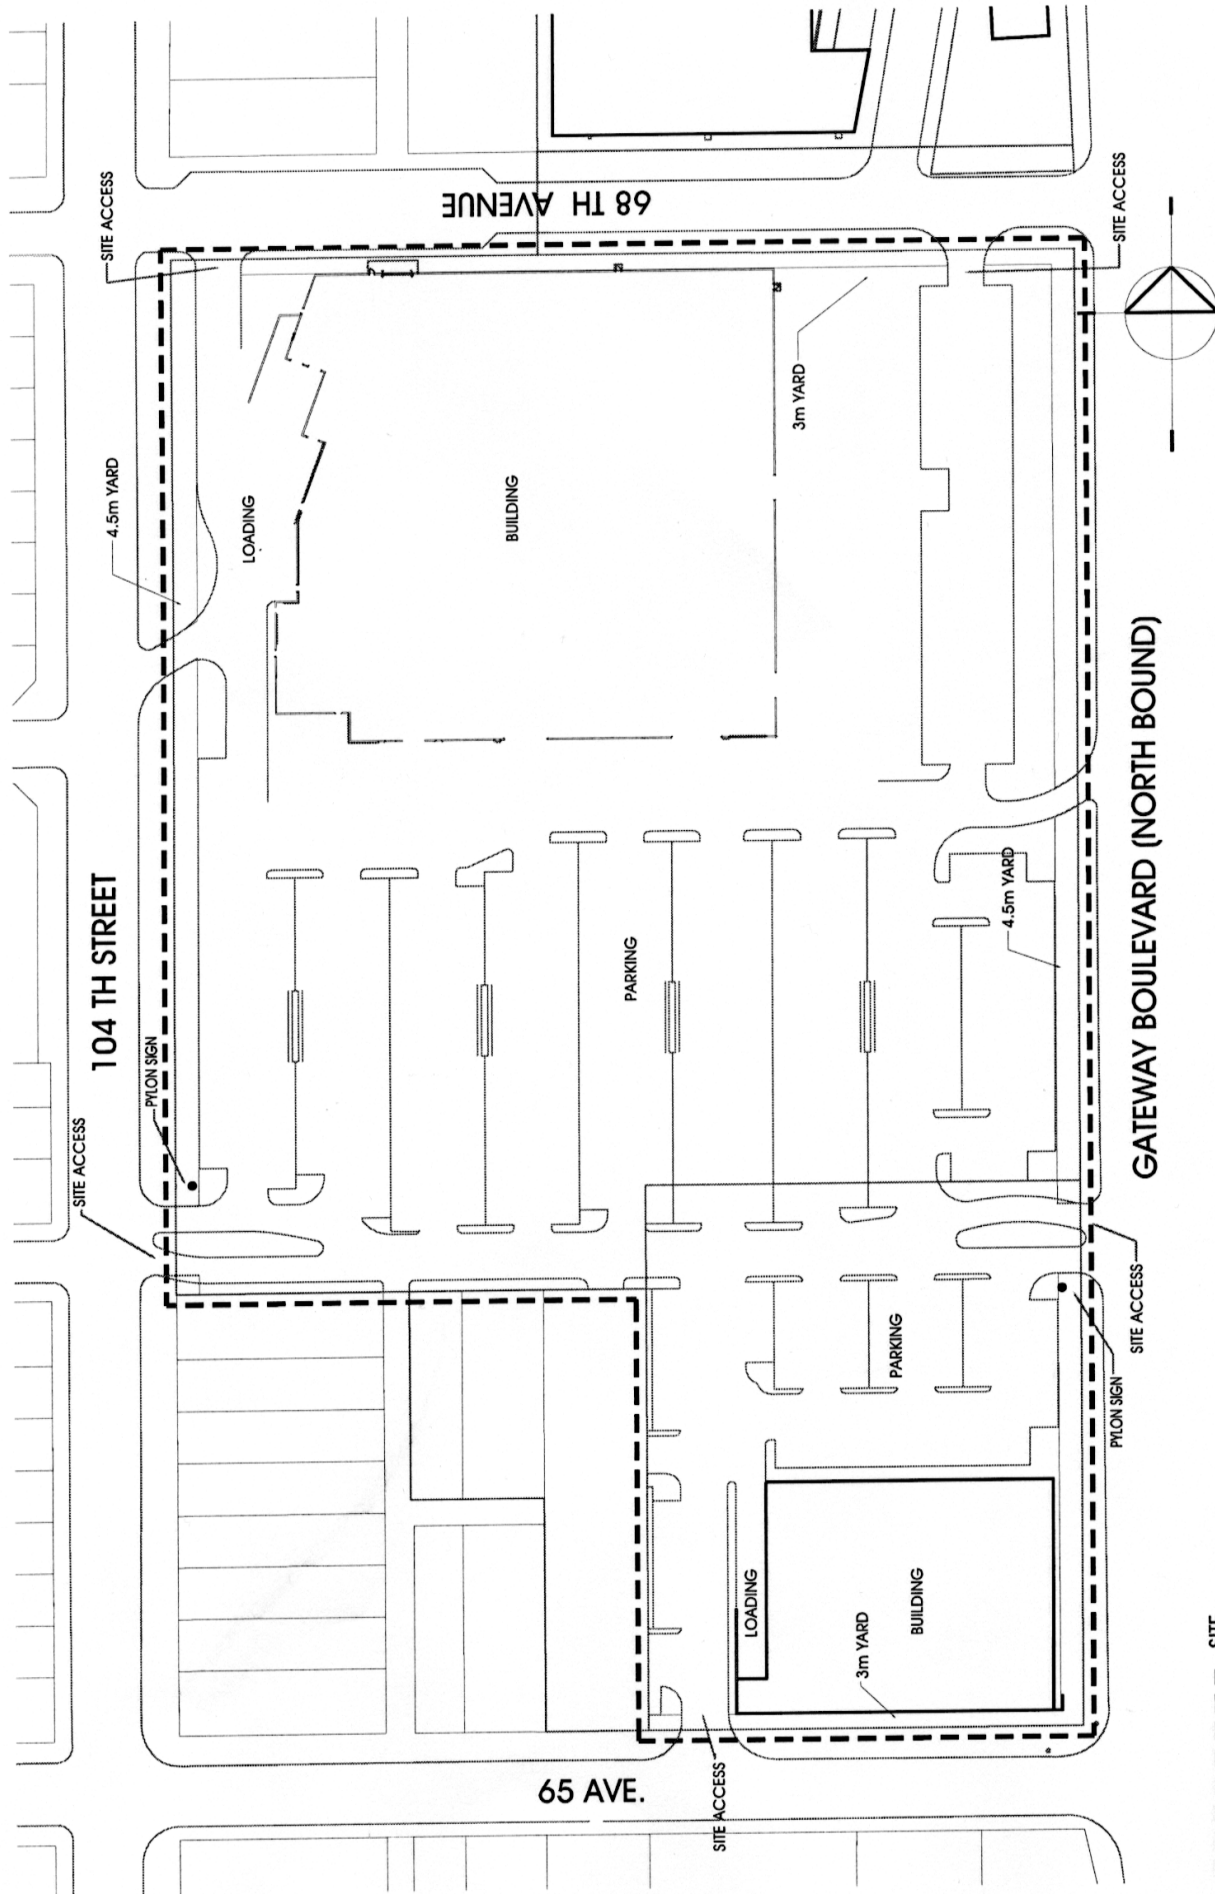 68 TH AVENUE
SITE ACCESS
SITE ACCESS
4.5m YARD
LOADING
BUILDING
3m YARD
104 TH STREET
PYLON SIGN
SITE ACCESS
PARKING
4.5m YARD
GATEWAY BOULEVARD (NORTH BOUND)
SITE ACCESS
PYLON SIGN
PARKING
LOADING
BUILDING
3m YARD
65 AVE.
SITE ACCESS
SITE